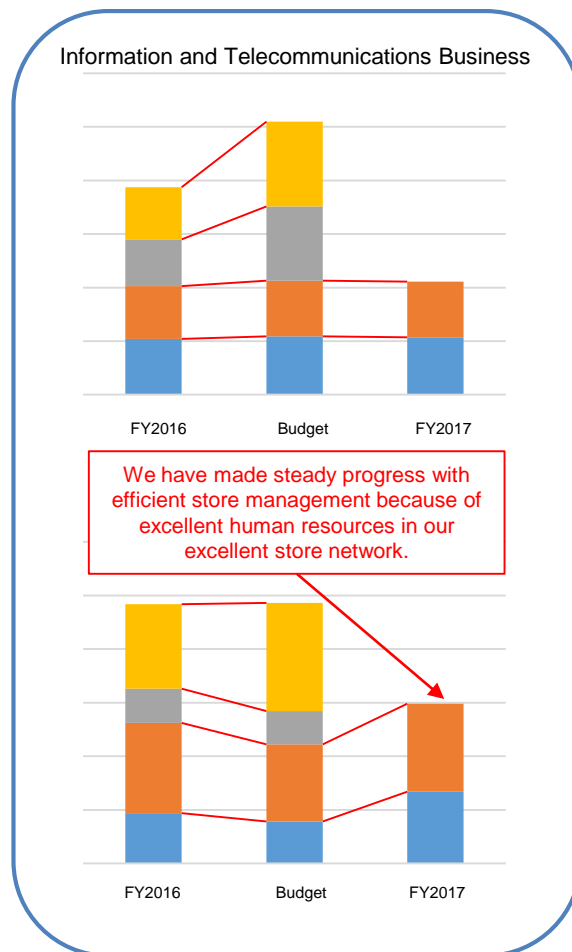 Information and Telecommunications Business
FY2016 Budget FY2017
We have made steady progress with
efficient store management because of
excellent human resources in our
excellent store network.
FY2016 Budget FY2017